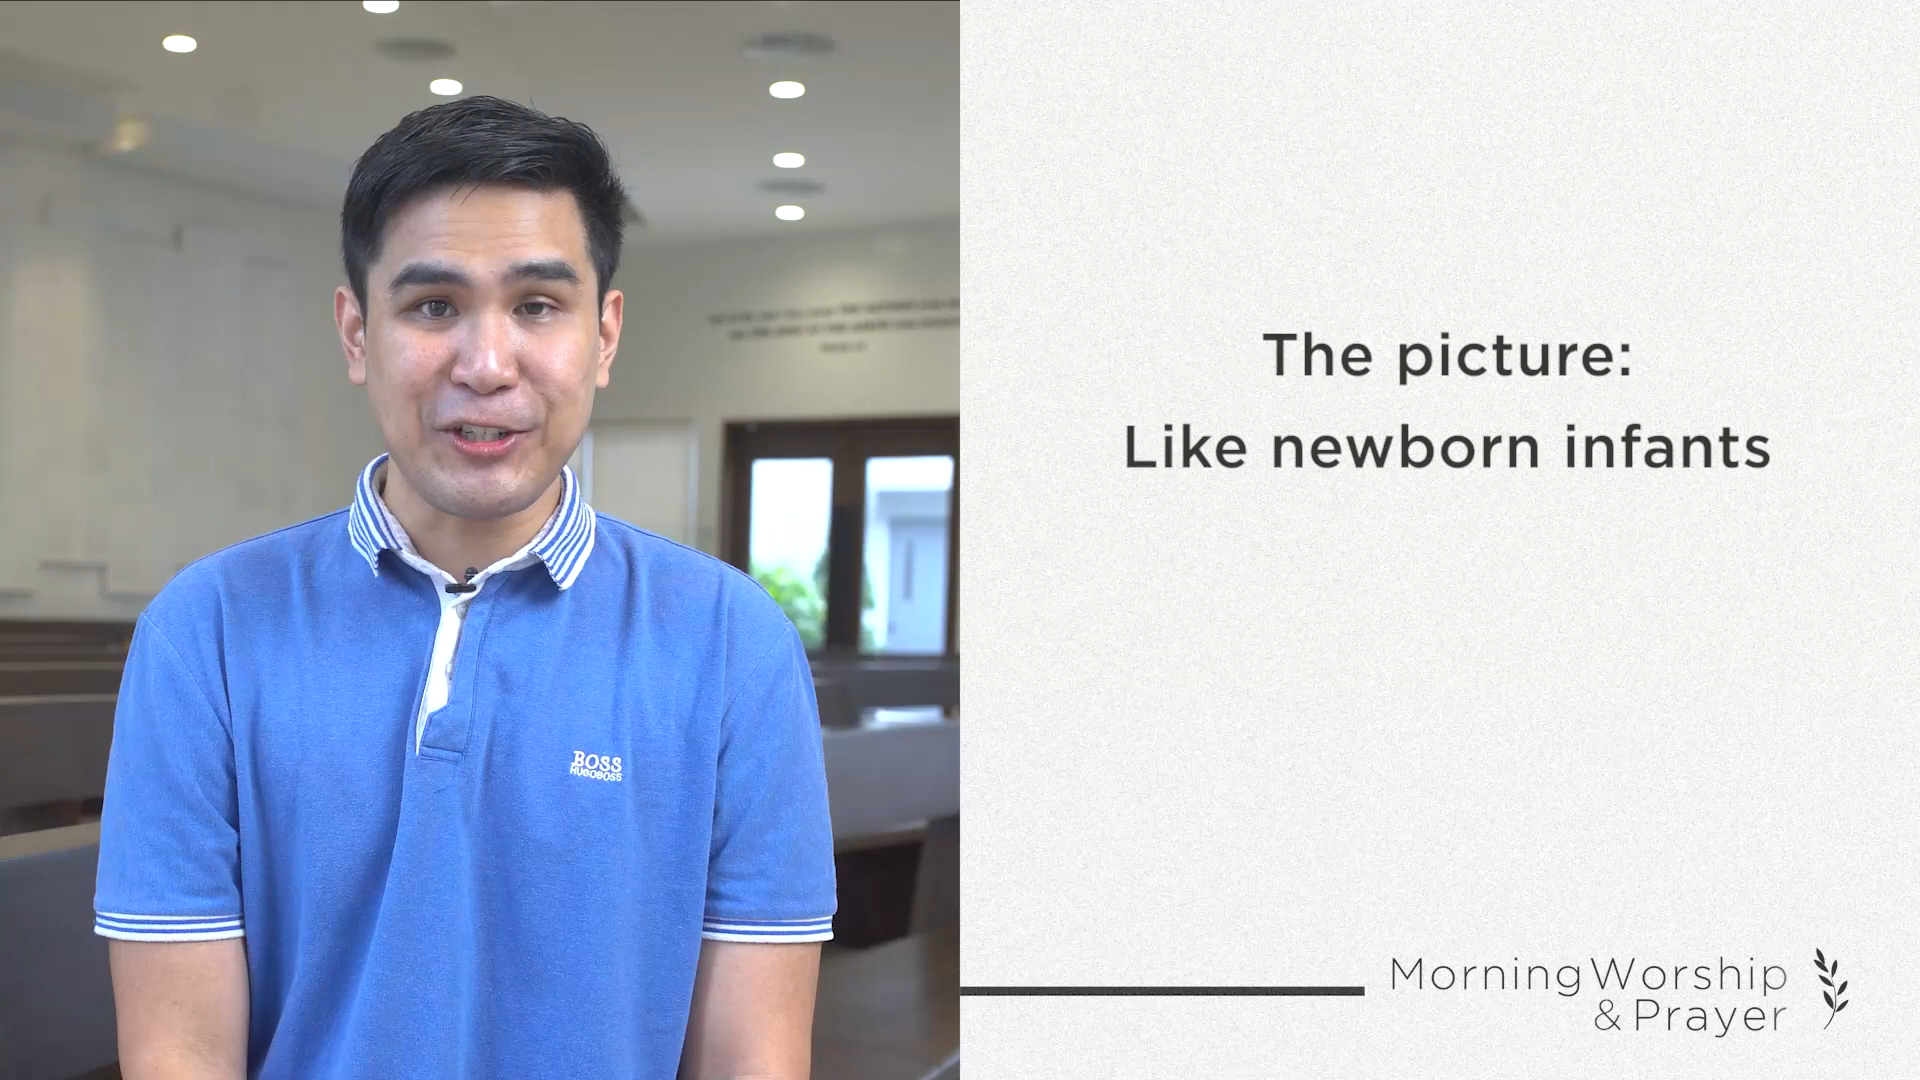 BOSS
HUGOBOSS
The picture:
Like newborn infants
Morning Worship
& Prayer